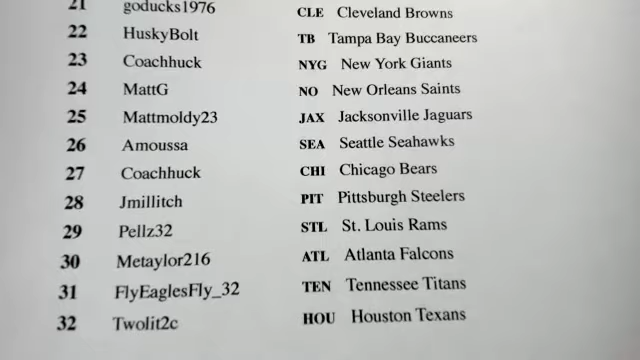 21 goducks1976 CLE Cleveland Browns
22 HuskyBolt TB Tampa Bay Buccaneers
23 Coachhuck NYG New York Giants
24 MattG NO New Orleans Saints
25 Mattmoldy23 JAX Jacksonville Jaguars
26 Amoussa SEA Seattle Seahawks
27 Coachhuck CHI Chicago Bears
28 Jmillitch PIT Pittsburgh Steelers
29 Pellz32 STL St. Louis Rams
30 Metaylor216 ATL Atlanta Falcons
31 FlyEaglesFly_32 TEN Tennessee Titans
32 Twolit2c HOU Houston Texans